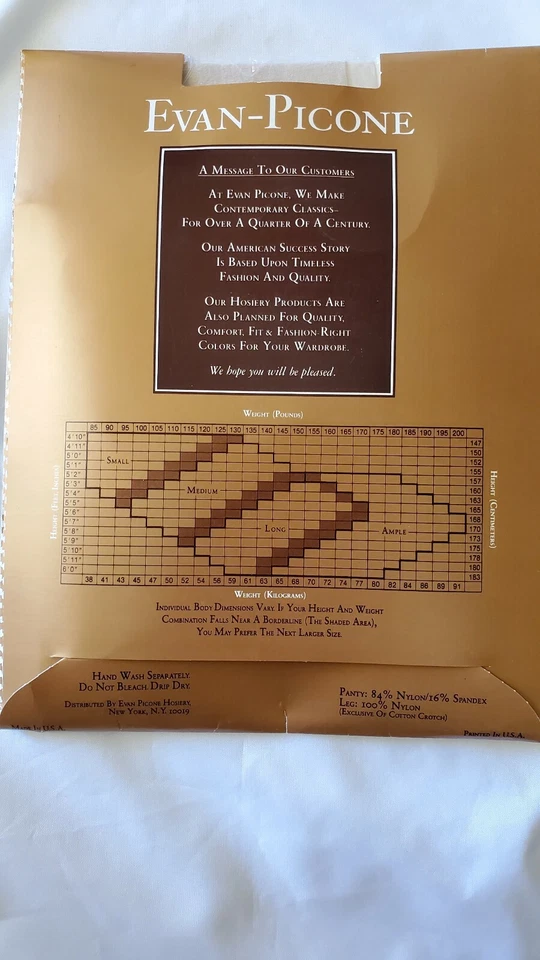 EVAN-PICONE
A MESSAGE TO OUR CUSTOMERS
AT EVAN PICONE, WE MAKE
CONTEMPORARY CLASSICS–
FOR OVER A QUARTER OF A CENTURY.
OUR AMERICAN SUCCESS STORY
IS BASED UPON TIMELESS
FASHION AND QUALITY.
OUR HOSIERY PRODUCTS ARE
ALSO PLANNED FOR QUALITY,
COMFORT, FIT & FASHION-RIGHT
COLORS FOR YOUR WARDROBE.
We hope you will be pleased.
WEIGHT (POUNDS)
85 90 95 100 105 110 115 120 125 130 135 140 145 150 155 160 165 170 175 180 185 190 195 200
4'10"
4'11" 147
5'0" 150
5'1" SMALL 152
5'2" 155
5'3" 157
5'4" MEDIUM 160
5'5" 163
5'6" 165
5'7" 168
5'8" LONG AMPLE 170
5'9" 173
5'10" 175
5'11" 178
6'0" 180
183
HEIGHT (CENTIMETERS)
38 41 43 45 47 50 52 54 56 59 61 63 65 68 70 72 74 77 80 82 84 86 89 91
WEIGHT (KILOGRAMS)
INDIVIDUAL BODY DIMENSIONS VARY. IF YOUR HEIGHT AND WEIGHT
COMBINATION FALLS NEAR A BORDERLINE (THE SHADED AREA),
YOU MAY PREFER THE NEXT LARGER SIZE.
HAND WASH SEPARATELY.
DO NOT BLEACH. DRIP DRY.
DISTRIBUTED BY EVAN PICONE HOSIERY,
NEW YORK, N.Y. 10019
MADE IN U.S.A.
PANTY: 84% NYLON/16% SPANDEX
LEG: 100% NYLON
(EXCLUSIVE OF COTTON CROTCH)
PRINTED IN U.S.A.